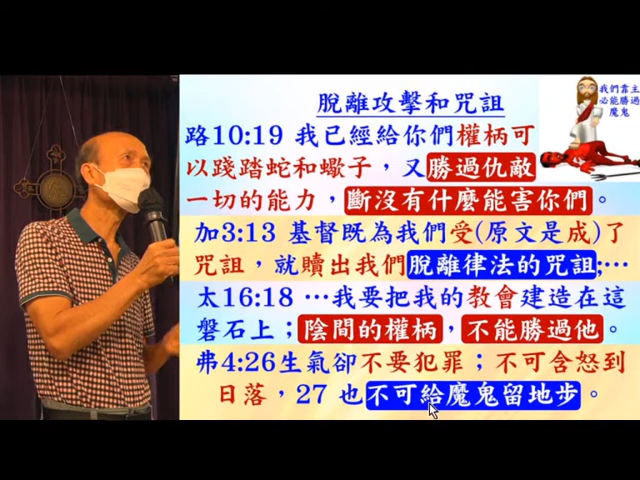 脫離攻擊和咒詛
我們靠主
必能勝過
魔鬼
路10:19 我已經給你們權柄可
以踐踏蛇和蠍子，又勝過仇敵
一切的能力，斷沒有什麼能害你們。
加3:13 基督既為我們受(原文是成)了
咒詛，就贖出我們脫離律法的咒詛;…
太16:18 …我要把我的教會建造在這
磐石上；陰間的權柄，不能勝過他。
弗4:26生氣卻不要犯罪；不可含怒到
日落，27 也不可給魔鬼留地步。